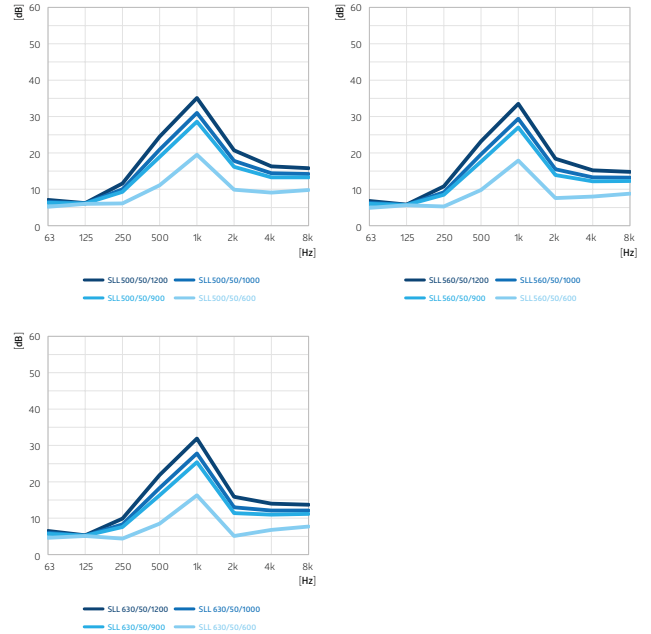 [dB]
60
50
40
30
20
10
0
63 125 250 500 1k 2k 4k 8k
[Hz]
SLL500/50/1200 SLL500/50/1000
SLL500/50/900 SLL500/50/600
[dB]
60
50
40
30
20
10
0
63 125 250 500 1k 2k 4k 8k
[Hz]
SLL560/50/1200 SLL560/50/1000
SLL560/50/900 SLL560/50/600
[dB]
60
50
40
30
20
10
0
63 125 250 500 1k 2k 4k 8k
[Hz]
SLL 630/50/1200 SLL 630/50/1000
SLL 630/50/900 SLL 630/50/600